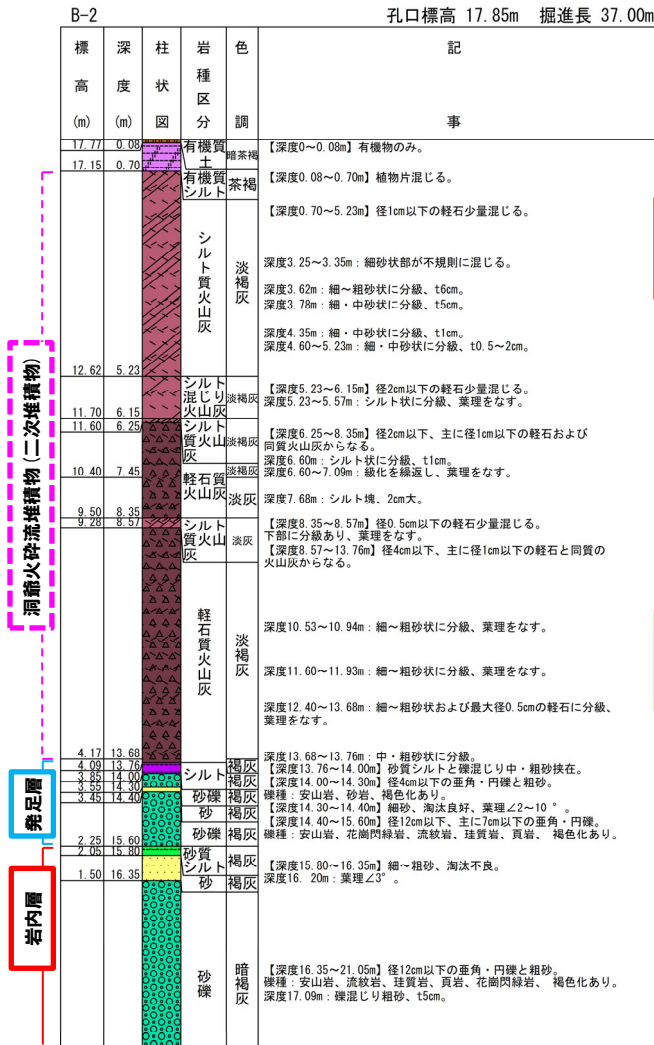 B-2
孔口標高 17.85m 掘進長 37.00m
標高(m)
深度(m)
柱状図
岩種区分
色調
記事
17.77 0.08
17.15 0.70
12.62 5.23
11.70 6.15
11.60 6.25
10.40 7.45
9.50 8.35
9.28 8.57
4.17 13.68
4.09 13.76
3.85 14.00
3.55 14.30
3.45 14.40
2.25 15.60
2.05 15.80
1.50 16.35
有機質土
有機質シルト
シルト質火山灰
シルト混じり火山灰
シルト質火山灰
軽石質火山灰
シルト質火山灰
軽石質火山灰
シルト
砂礫
砂
砂礫
砂質シルト
砂
砂礫
暗茶褐
茶褐
淡褐灰
淡褐灰
淡褐灰
淡褐灰
淡灰
淡灰
淡褐灰
褐灰
褐灰
褐灰
褐灰
褐灰
褐灰
褐灰
暗褐灰
【深度0~0.08m】有機物のみ。
【深度0.08~0.70m】植物片混じる。
【深度0.70~5.23m】径1cm以下の軽石少量混じる。
深度3.25~3.35m：細砂状部が不規則に混じる。
深度3.62m：細~粗砂状に分級、t6cm。
深度3.78m：細・中砂状に分級、t5cm。
深度4.35m：細・中砂状に分級、t1cm。
深度4.60~5.23m：細・中砂状に分級、t0.5~2cm。
【深度5.23~6.15m】径2cm以下の軽石少量混じる。
深度5.23~5.57m：シルト状に分級、葉理をなす。
【深度6.25~8.35m】径2cm以下、主に径1cm以下の軽石および
同質火山灰からなる。
深度6.60m：シルト状に分級、t1cm。
深度6.60~7.09m：級化を繰返し、葉理をなす。
深度7.68m：シルト塊、2cm大。
【深度8.35~8.57m】径0.5cm以下の軽石少量混じる。
下部に分級あり、葉理をなす。
【深度8.57~13.76m】径4cm以下、主に径1cm以下の軽石と同質の
火山灰からなる。
深度10.53~10.94m：細~粗砂状に分級、葉理をなす。
深度11.60~11.93m：細~粗砂状に分級、葉理をなす。
深度12.40~13.68m：細~粗砂状および最大径0.5cmの軽石に分級、
葉理をなす。
深度13.68~13.76m：中・粗砂状に分級。
【深度13.76~14.00m】砂質シルトと礫混じり中・粗砂挟在。
【深度14.00~14.30m】径4cm以下の亜角・円礫と粗砂。
礫種：安山岩、砂岩、褐色化あり。
【深度14.30~14.40m】細砂、淘汰良好、葉理∠2~10 °。
【深度14.40~15.60m】径12cm以下、主に7cm以下の亜角・円礫。
礫種：安山岩、花崗閃緑岩、流紋岩、珪質岩、頁岩、 褐色化あり。
【深度15.80~16.35m】細~粗砂、淘汰不良。
深度16. 20m：葉理∠3° 。
【深度16.35~21.05m】径12cm以下の亜角・円礫と粗砂。
礫種：安山岩、流紋岩、珪質岩、頁岩、花崗閃緑岩、 褐色化あり。
深度17.09m：礫混じり粗砂、t5cm。
洞爺火砕流堆積物(二次堆積物)
発足層
岩内層